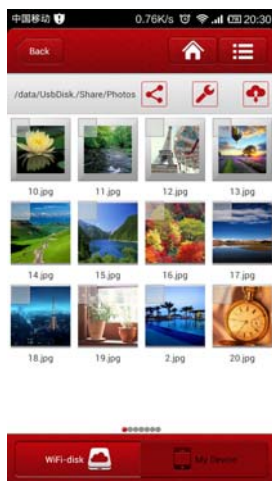 中国移动 0.76K/s 78 20:30
Back
/data/UsbDisk/Share/Photos
10.jpg 11.jpg 12.jpg 13.jpg
14.jpg 15.jpg 16.jpg 17.jpg
18.jpg 19.jpg 2.jpg 20.jpg
WiFi-disk My Device